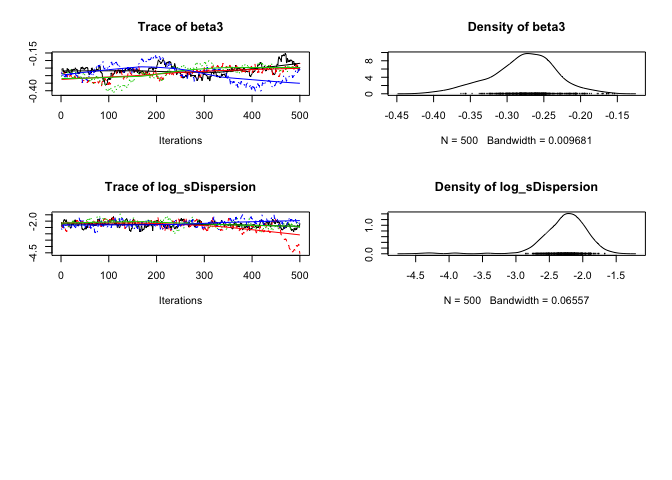 Trace of beta3
-0.15
-0.40
0 100 200 300 400 500
Iterations
Density of beta3
8
4
0
-0.45 -0.40 -0.35 -0.30 -0.25 -0.20 -0.15
N = 500 Bandwidth = 0.009681
Trace of log_sDispersion
-2.0
-4.5
0 100 200 300 400 500
Iterations
Density of log_sDispersion
1.0
0.0
-4.5 -4.0 -3.5 -3.0 -2.5 -2.0 -1.5
N = 500 Bandwidth = 0.06557